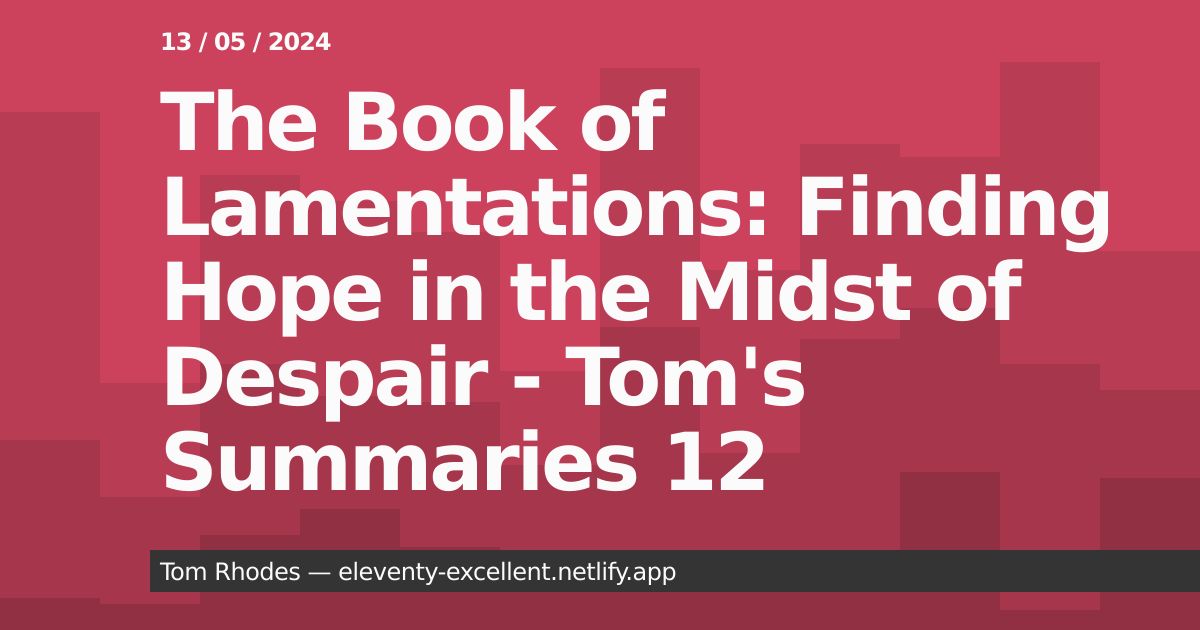 13 / 05 / 2024
The Book of
Lamentations: Finding
Hope in the Midst of
Despair - Tom's
Summaries 12
Tom Rhodes — eleventy-excellent.netlify.app